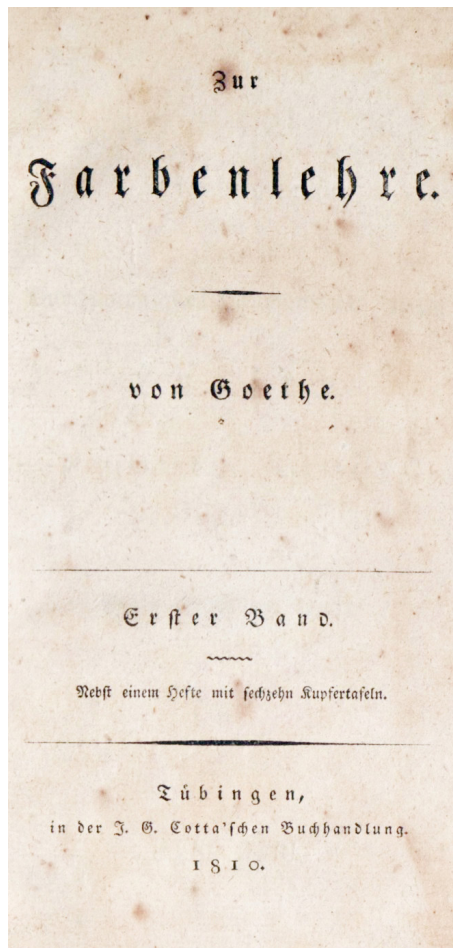 Zur
Farbenlehre.
von Goethe.
Erſter Band.
Nebſt einem Hefte mit ſechzehn Kupfertafeln.
Tübingen,
in der J. G. Cotta'ſchen Buchhandlung.
1810.